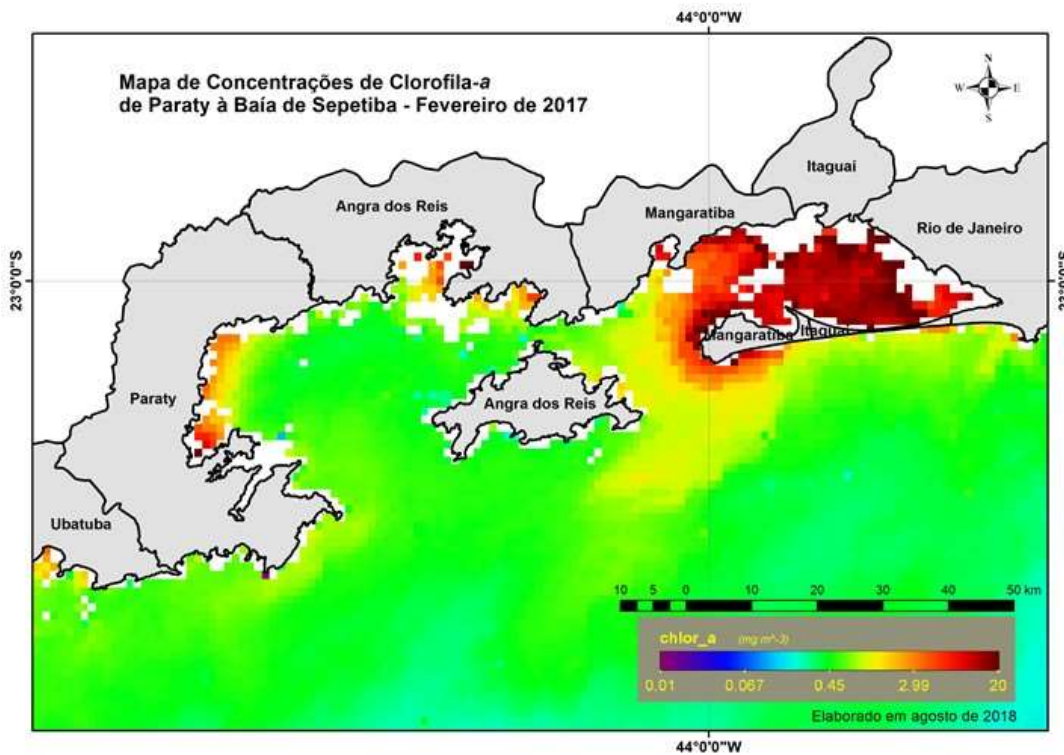 44°0'0"W
Mapa de Concentrações de Clorofila-a
de Paraty à Baía de Sepetiba - Fevereiro de 2017
N
W E
S
Itaguaí
Angra dos Reis
Mangaratiba
Rio de Janeiro
23°0'0"S
23°0'0"S
Mangaratiba
Itaguaí
Paraty
Angra dos Reis
Ubatuba
10 5 0 10 20 30 40 50 km
chlor_a (mg m^-3)
0.01 0.067 0.45 2.99 20
Elaborado em agosto de 2018
44°0'0"W